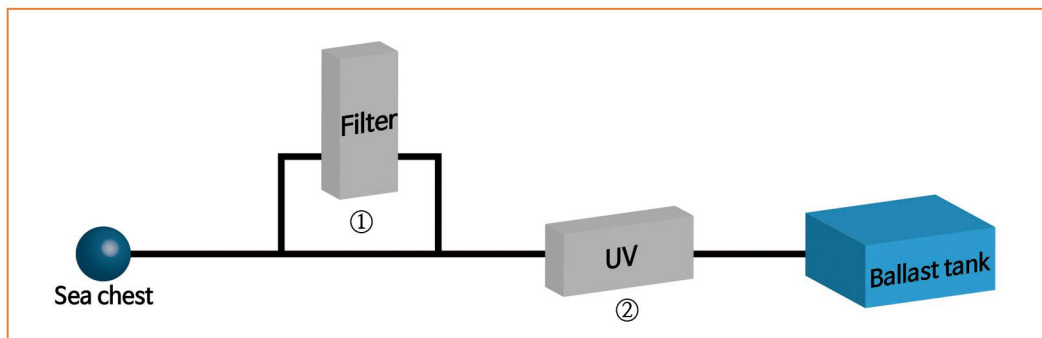 Filter
①
Sea chest
UV
②
Ballast tank